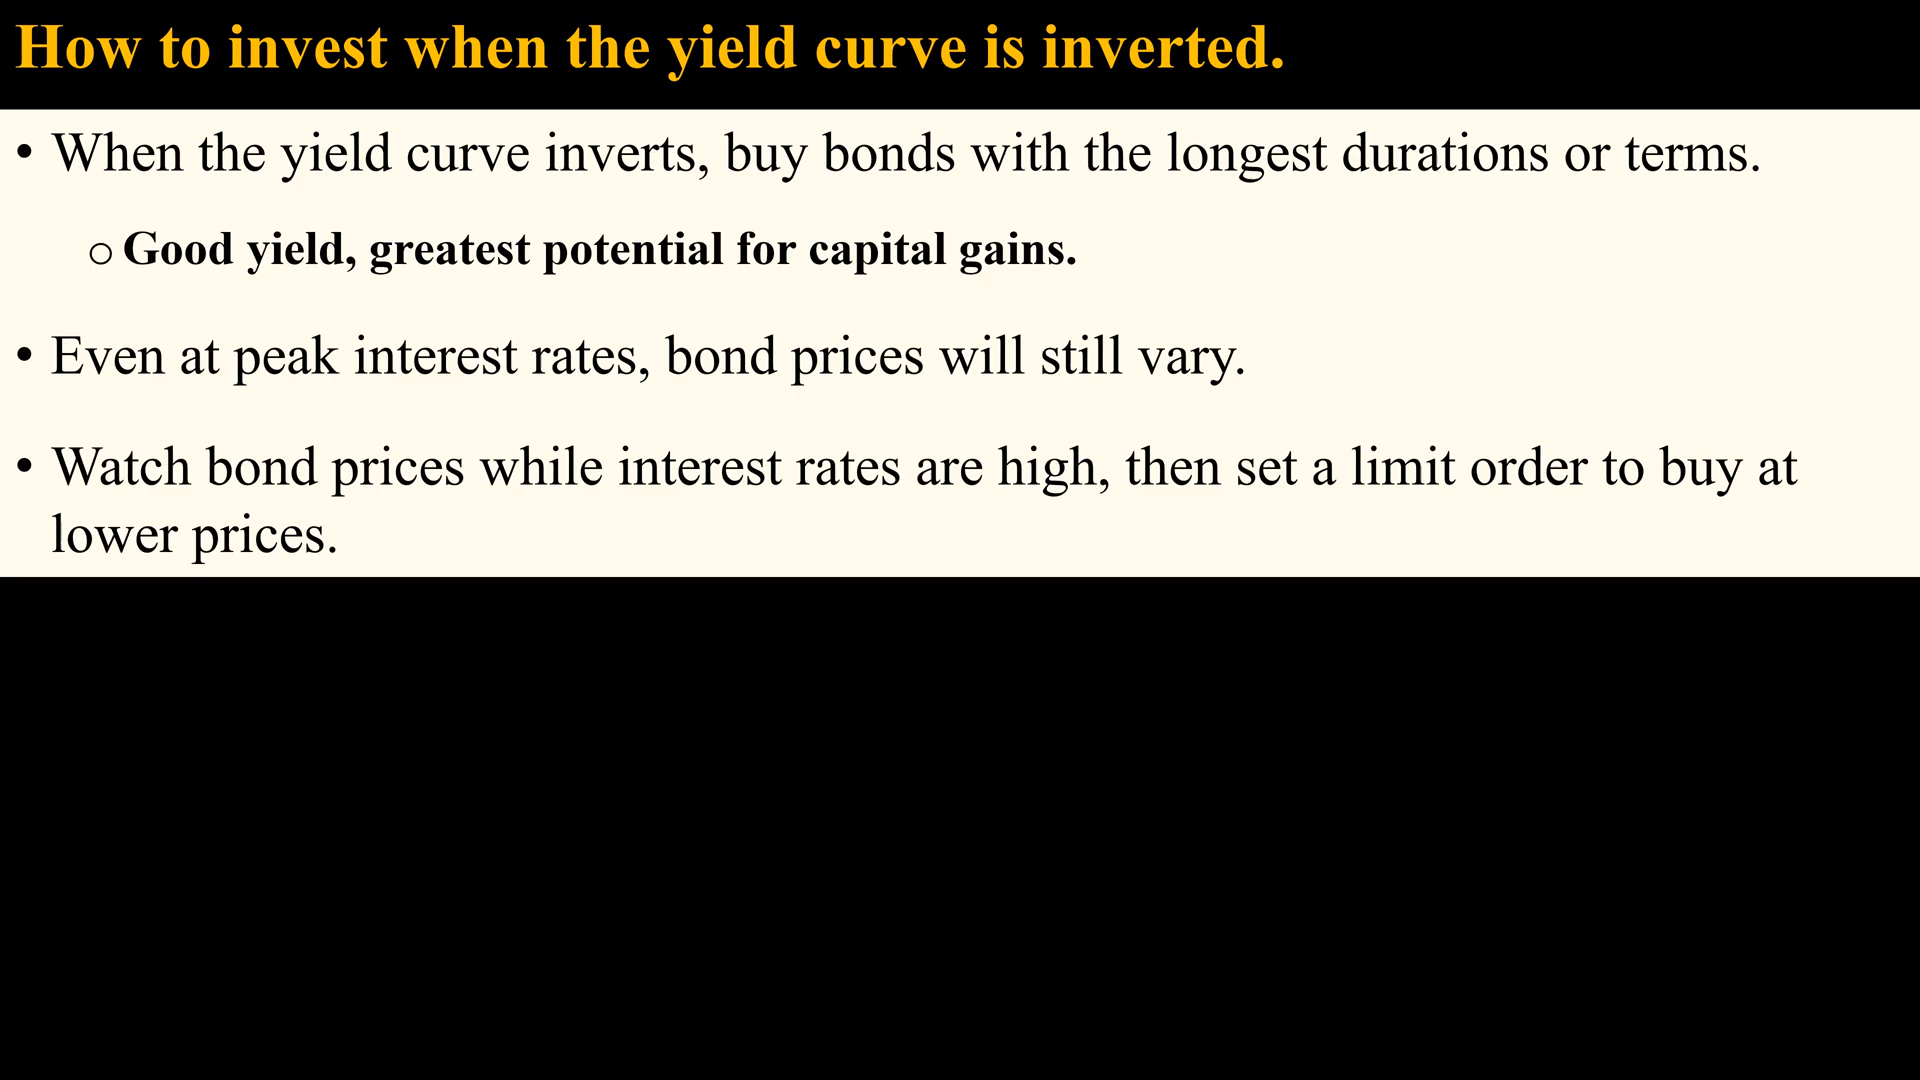 How to invest when the yield curve is inverted.
• When the yield curve inverts, buy bonds with the longest durations or terms.
o Good yield, greatest potential for capital gains.
• Even at peak interest rates, bond prices will still vary.
• Watch bond prices while interest rates are high, then set a limit order to buy at
lower prices.